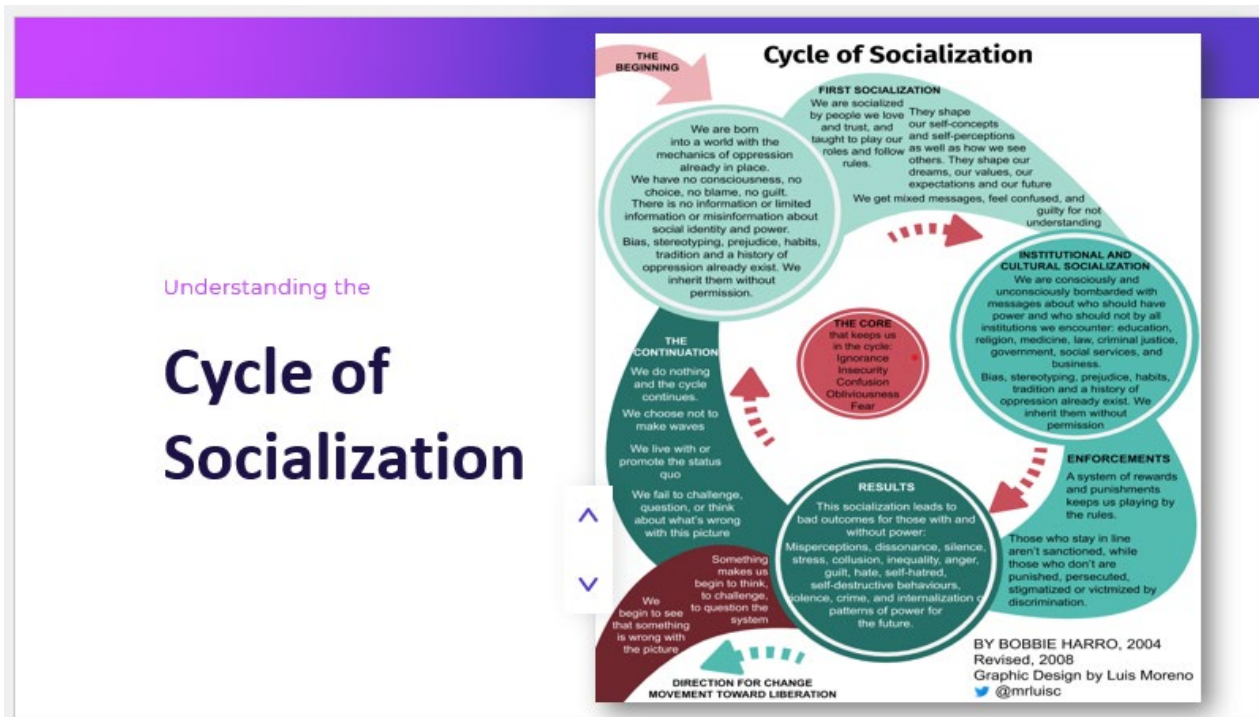 Understanding the
Cycle of
Socialization
Cycle of Socialization
THE
BEGINNING
We are born
into a world with the
mechanics of oppression
already in place.
We have no consciousness, no
choice, no blame, no guilt.
There is no information or limited
information or misinformation about
social identity and power.
Bias, stereotyping, prejudice, habits,
tradition and a history of
oppression already exist. We
inherit them without
permission.
FIRST SOCIALIZATION
We are socialized
by people we love
and trust, and
taught to play our
roles and follow
rules.
They shape
our self-concepts
and self-perceptions
as well as how we see
others. They shape our
dreams, our values, our
expectations and our future
We get mixed messages, feel confused, and
guilty for not
understanding
INSTITUTIONAL AND
CULTURAL SOCIALIZATION
We are consciously and
unconsciously bombarded with
messages about who should have
power and who should not by all
institutions we encounter: education,
religion, medicine, law, criminal justice,
government, social services, and
business.
Bias, stereotyping, prejudice, habits,
tradition and a history of
oppression already exist. We
inherit them without
permission
ENFORCEMENTS
A system of rewards
and punishments
keeps us playing by
the rules.
Those who stay in line
aren't sanctioned, while
those who don't are
punished, persecuted,
stigmatized or victmized by
discrimination.
RESULTS
This socialization leads to
bad outcomes for those with and
without power:
Misperceptions, dissonance, silence,
stress, collusion, inequality, anger,
guilt, hate, self-hatred,
self-destructive behaviours,
violence, crime, and internalization of
patterns of power for
the future.
THE
CONTINUATION
We do nothing
and the cycle
continues.
We choose not to
make waves
We live with or
promote the status
quo
We fail to challenge,
question, or think
about what's wrong
with this picture
THE CORE
that keeps us
in the cycle:
Ignorance
Insecurity
Confusion
Obliviousness
Fear
Something
makes us
begin to think,
to challenge,
to question the
system
We
begin to see
that something
is wrong with
the picture
DIRECTION FOR CHANGE
MOVEMENT TOWARD LIBERATION
BY BOBBIE HARRO, 2004
Revised, 2008
Graphic Design by Luis Moreno
@mrluisc